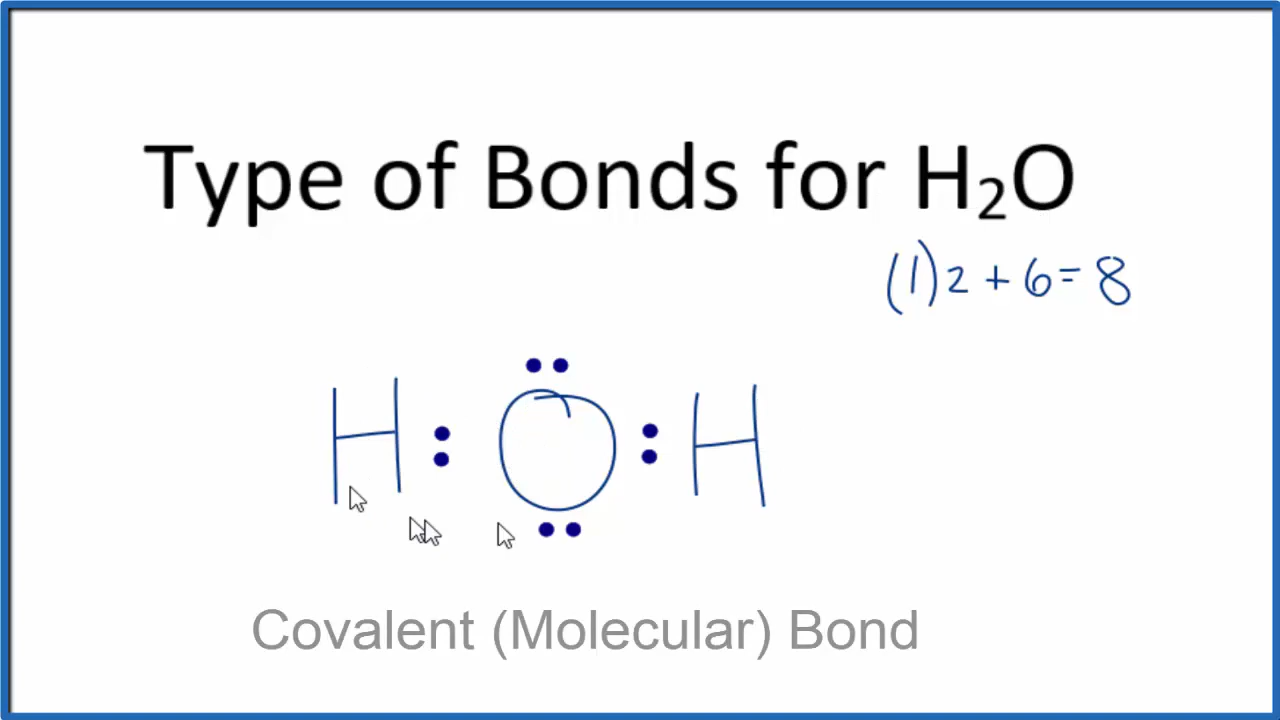 Type of Bonds for H₂O
(1)2 + 6 = 8
H : O : H
Covalent (Molecular) Bond